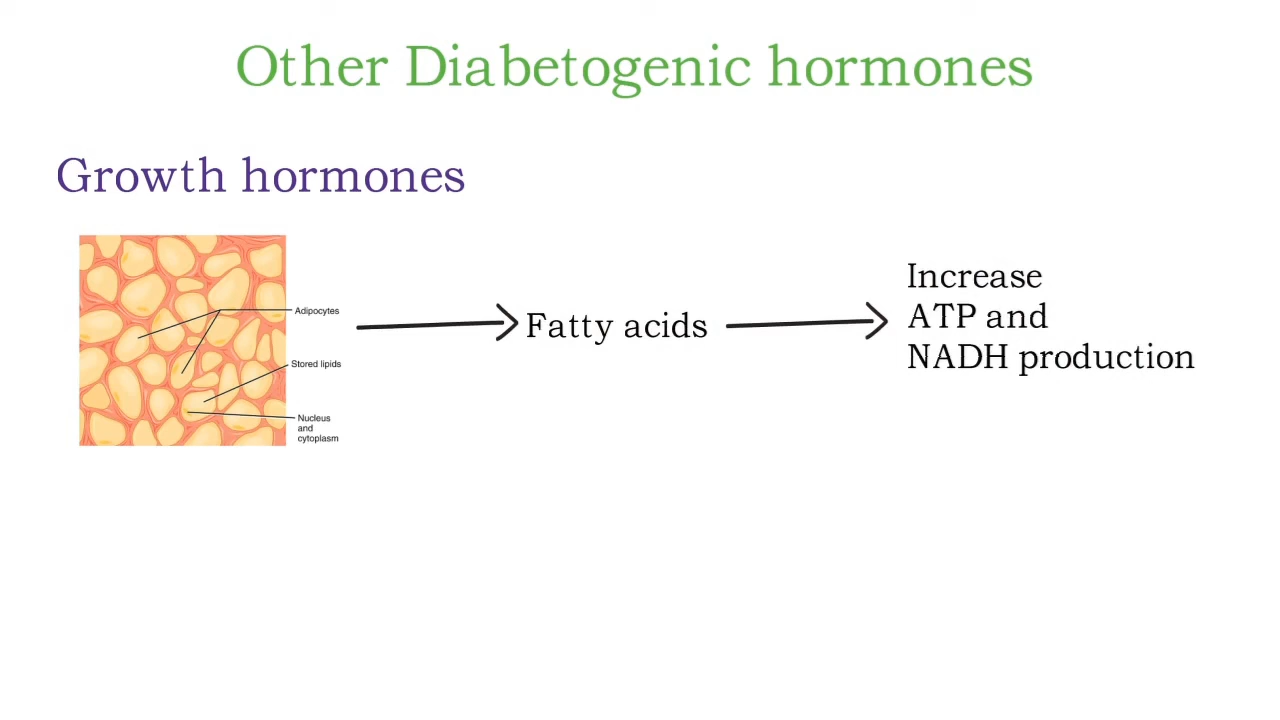 Other Diabetogenic hormones
Growth hormones
Adipocytes
Stored lipids
Nucleus
and
cytoplasm
Fatty acids
Increase
ATP and
NADH production